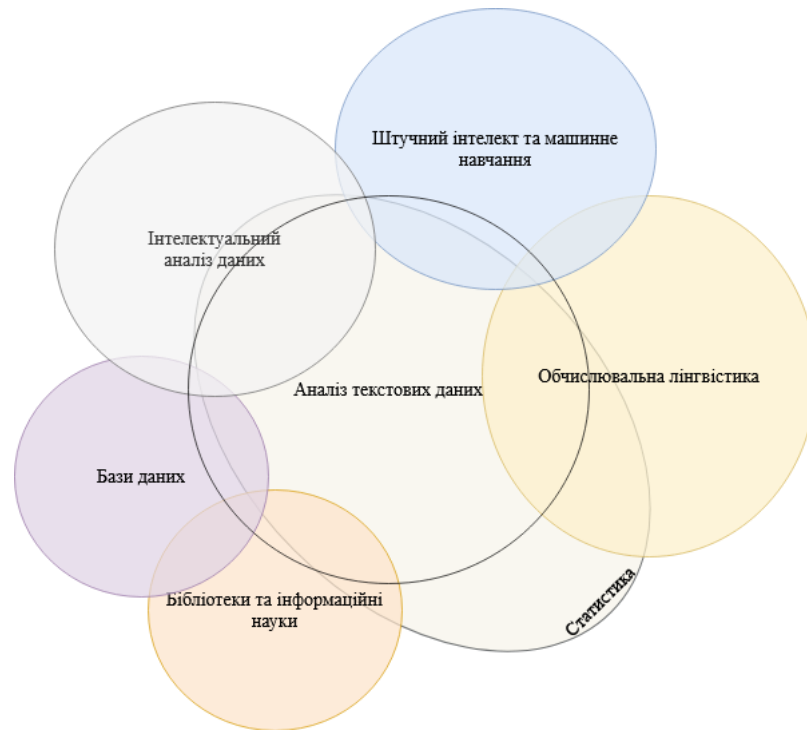 Штучний інтелект та машинне
навчання
Інтелектуальний
аналіз даних
Аналіз текстових даних
Обчислювальна лінгвістика
Бази даних
Бібліотеки та інформаційні
науки
Статистика